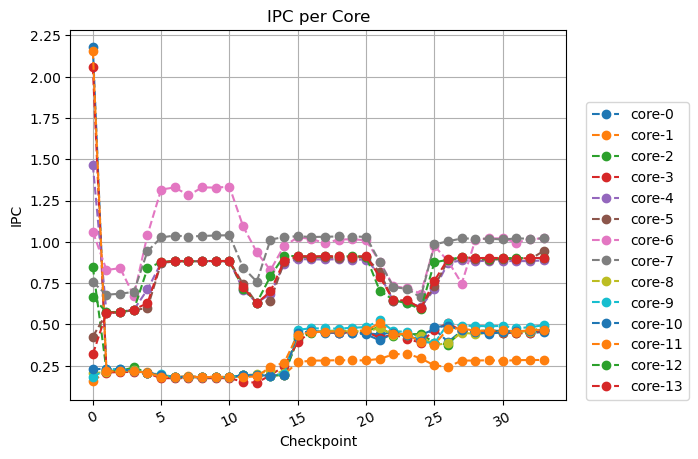 IPC per Core
IPC
2.25
2.00
1.75
1.50
1.25
1.00
0.75
0.50
0.25
0
5
10
15
20
25
30
Checkpoint
core-0
core-1
core-2
core-3
core-4
core-5
core-6
core-7
core-8
core-9
core-10
core-11
core-12
core-13